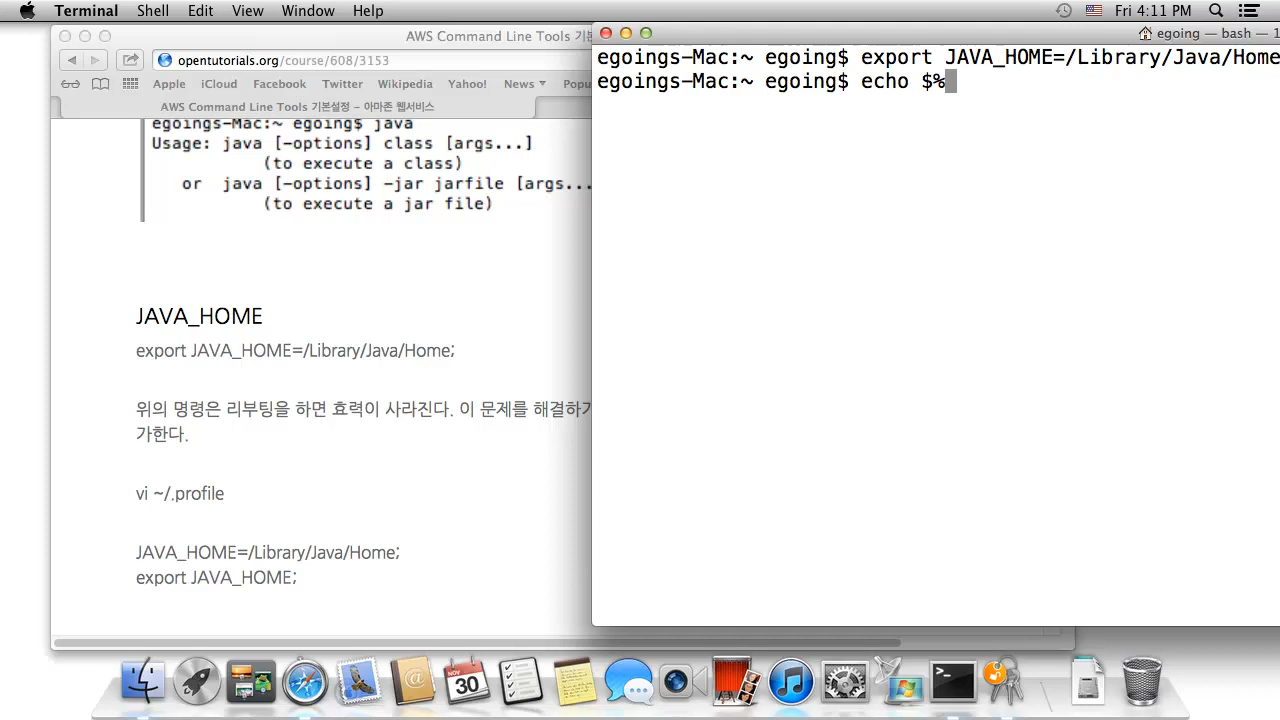 Terminal Shell Edit View Window Help Fri 4:11 PM
AWS Command Line Tools 기본
egoing — bash — 1
opentutorials.org/course/608/3153
Apple iCloud Facebook Twitter Wikipedia Yahoo! News Popu
AWS Command Line Tools 기본설정 – 아마존 웹서비스
egoings-Mac:~ egoing$ java
Usage: java [-options] class [args...]
(to execute a class)
or java [-options] -jar jarfile [args...
(to execute a jar file)
JAVA_HOME
export JAVA_HOME=/Library/Java/Home;
위의 명령은 리부팅을 하면 효력이 사라진다. 이 문제를 해결하기
가한다.
vi ~/.profile
JAVA_HOME=/Library/Java/Home;
export JAVA_HOME;
egoings-Mac:~ egoing$ export JAVA_HOME=/Library/Java/Home
egoings-Mac:~ egoing$ echo $%
NOV
30
>_